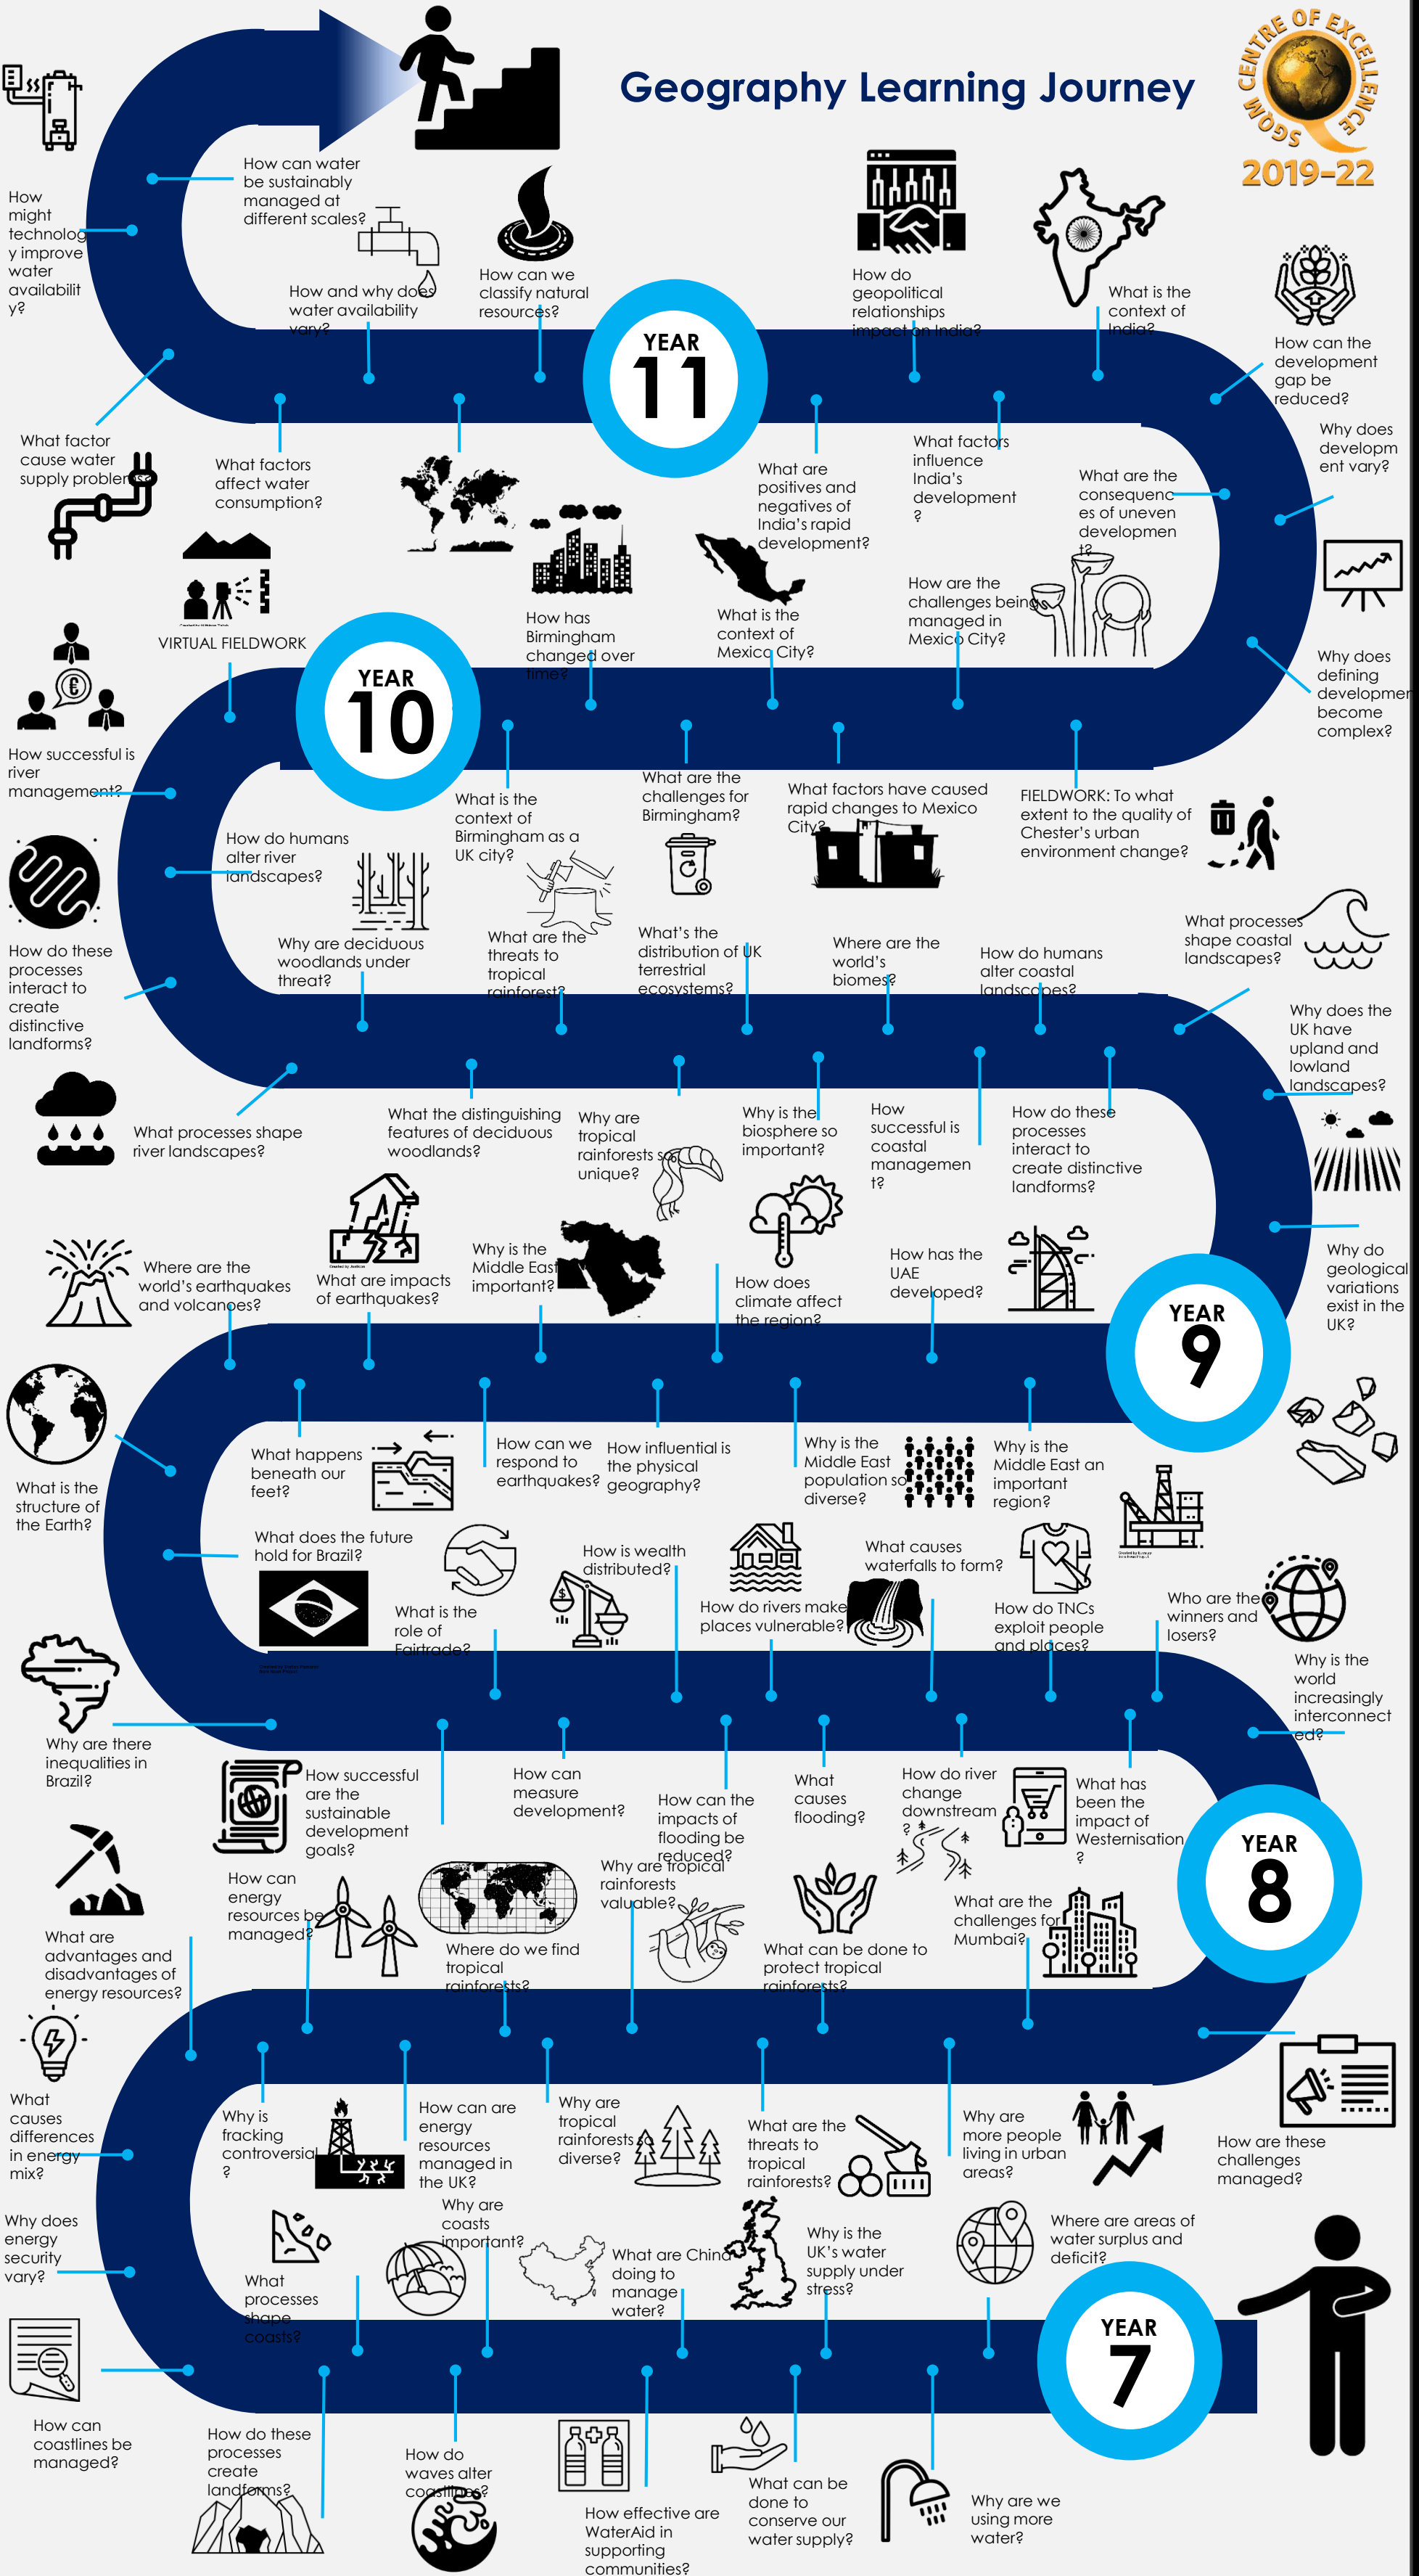 Geography Learning Journey
SGQM CENTRE OF EXCELLENCE
2019–22
How can water
be sustainably
managed at
different scales?
How
might
technolog
y improve
water
availabilit
y?
How and why does
water availability
vary?
How can we
classify natural
resources?
YEAR
11
How do
geopolitical
relationships
impact on India?
What is the
context of
India?
How can the
development
gap be
reduced?
What factor
cause water
supply problems?
What factors
affect water
consumption?
What are
positives and
negatives of
India's rapid
development?
What factors
influence
India's
development
?
What are the
consequenc
es of uneven
developmen
t?
Why does
developm
ent vary?
VIRTUAL FIELDWORK
YEAR
10
How has
Birmingham
changed over
time?
What is the
context of
Mexico City?
How are the
challenges being
managed in
Mexico City?
Why does
defining
developmen
become
complex?
How successful is
river
management?
What is the
context of
Birmingham as a
UK city?
What are the
challenges for
Birmingham?
What factors have caused
rapid changes to Mexico
City?
FIELDWORK: To what
extent to the quality of
Chester's urban
environment change?
How do humans
alter river
landscapes?
How do these
processes
interact to
create
distinctive
landforms?
Why are deciduous
woodlands under
threat?
What are the
threats to
tropical
rainforest?
What's the
distribution of UK
terrestrial
ecosystems?
Where are the
world's
biomes?
How do humans
alter coastal
landscapes?
What processes
shape coastal
landscapes?
Why does the
UK have
upland and
lowland
landscapes?
What processes shape
river landscapes?
What the distinguishing
features of deciduous
woodlands?
Why are
tropical
rainforests so
unique?
Why is the
biosphere so
important?
How
successful is
coastal
managemen
t?
How do these
processes
interact to
create distinctive
landforms?
Where are the
world's earthquakes
and volcanoes?
What are impacts
of earthquakes?
Why is the
Middle East
important?
How does
climate affect
the region?
How has the
UAE
developed?
YEAR
9
Why do
geological
variations
exist in the
UK?
What is the
structure of
the Earth?
What happens
beneath our
feet?
How can we
respond to
earthquakes?
How influential is
the physical
geography?
Why is the
Middle East
population so
diverse?
Why is the
Middle East an
important
region?
What does the future
hold for Brazil?
What is the
role of
Fairtrade?
How is wealth
distributed?
How do rivers make
places vulnerable?
What causes
waterfalls to form?
How do TNCs
exploit people
and places?
Who are the
winners and
losers?
Why is the
world
increasingly
interconnect
ed?
Why are there
inequalities in
Brazil?
How successful
are the
sustainable
development
goals?
How can
measure
development?
How can the
impacts of
flooding be
reduced?
What
causes
flooding?
How do river
change
downstream
?
What has
been the
impact of
Westernisation
?
YEAR
8
What are
advantages and
disadvantages of
energy resources?
How can
energy
resources be
managed?
Where do we find
tropical
rainforests?
Why are tropical
rainforests
valuable?
What can be done to
protect tropical
rainforests?
What are the
challenges for
Mumbai?
What
causes
differences
in energy
mix?
Why is
fracking
controversial
?
How can are
energy
resources
managed in
the UK?
Why are
tropical
rainforests so
diverse?
What are the
threats to
tropical
rainforests?
Why are
more people
living in urban
areas?
How are these
challenges
managed?
Why does
energy
security
vary?
What
processes
shape
coasts?
Why are
coasts
important?
What are China
doing to
manage
water?
Why is the
UK's water
supply under
stress?
Where are areas of
water surplus and
deficit?
YEAR
7
How can
coastlines be
managed?
How do these
processes
create
landforms?
How do
waves alter
coastlines?
How effective are
WaterAid in
supporting
communities?
What can be
done to
conserve our
water supply?
Why are we
using more
water?